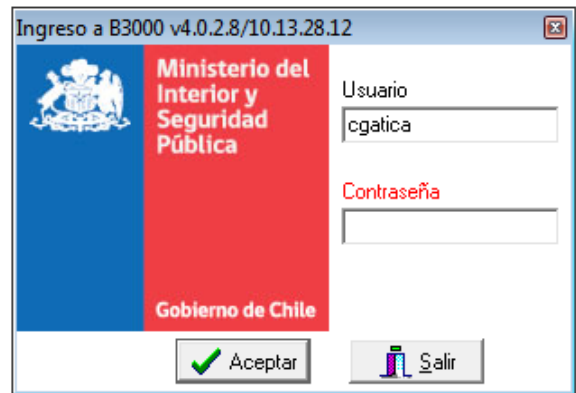 Ingreso a B3000 v4.0.2.8/10.13.28.12
Ministerio del
Interior y
Seguridad
Pública
Gobierno de Chile
Usuario
cgatica
Contraseña
Aceptar
Salir